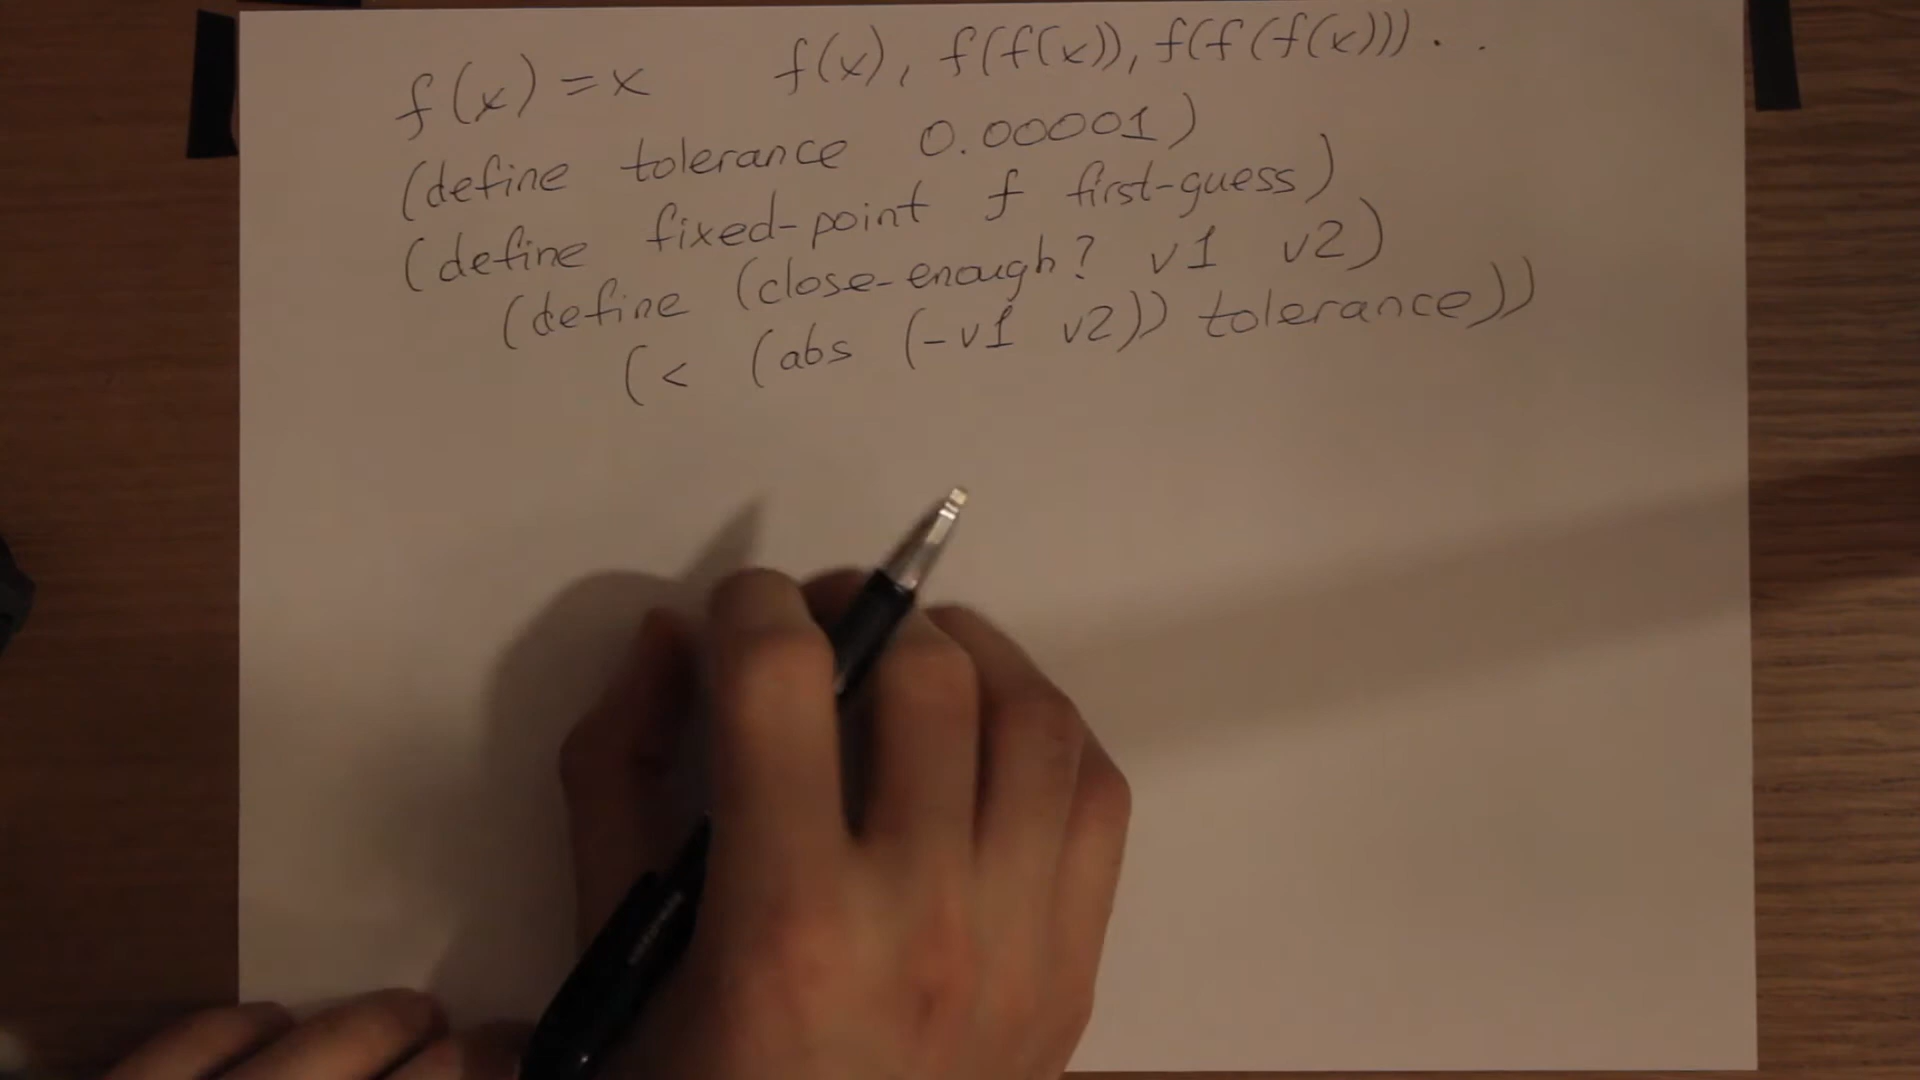 f(x) = x f(x), f(f(x)), f(f(f(x))) . . .
(define tolerance 0.00001)
(define fixed-point f first-guess)
(define (close-enough? v1 v2)
(< (abs (-v1 v2)) tolerance))